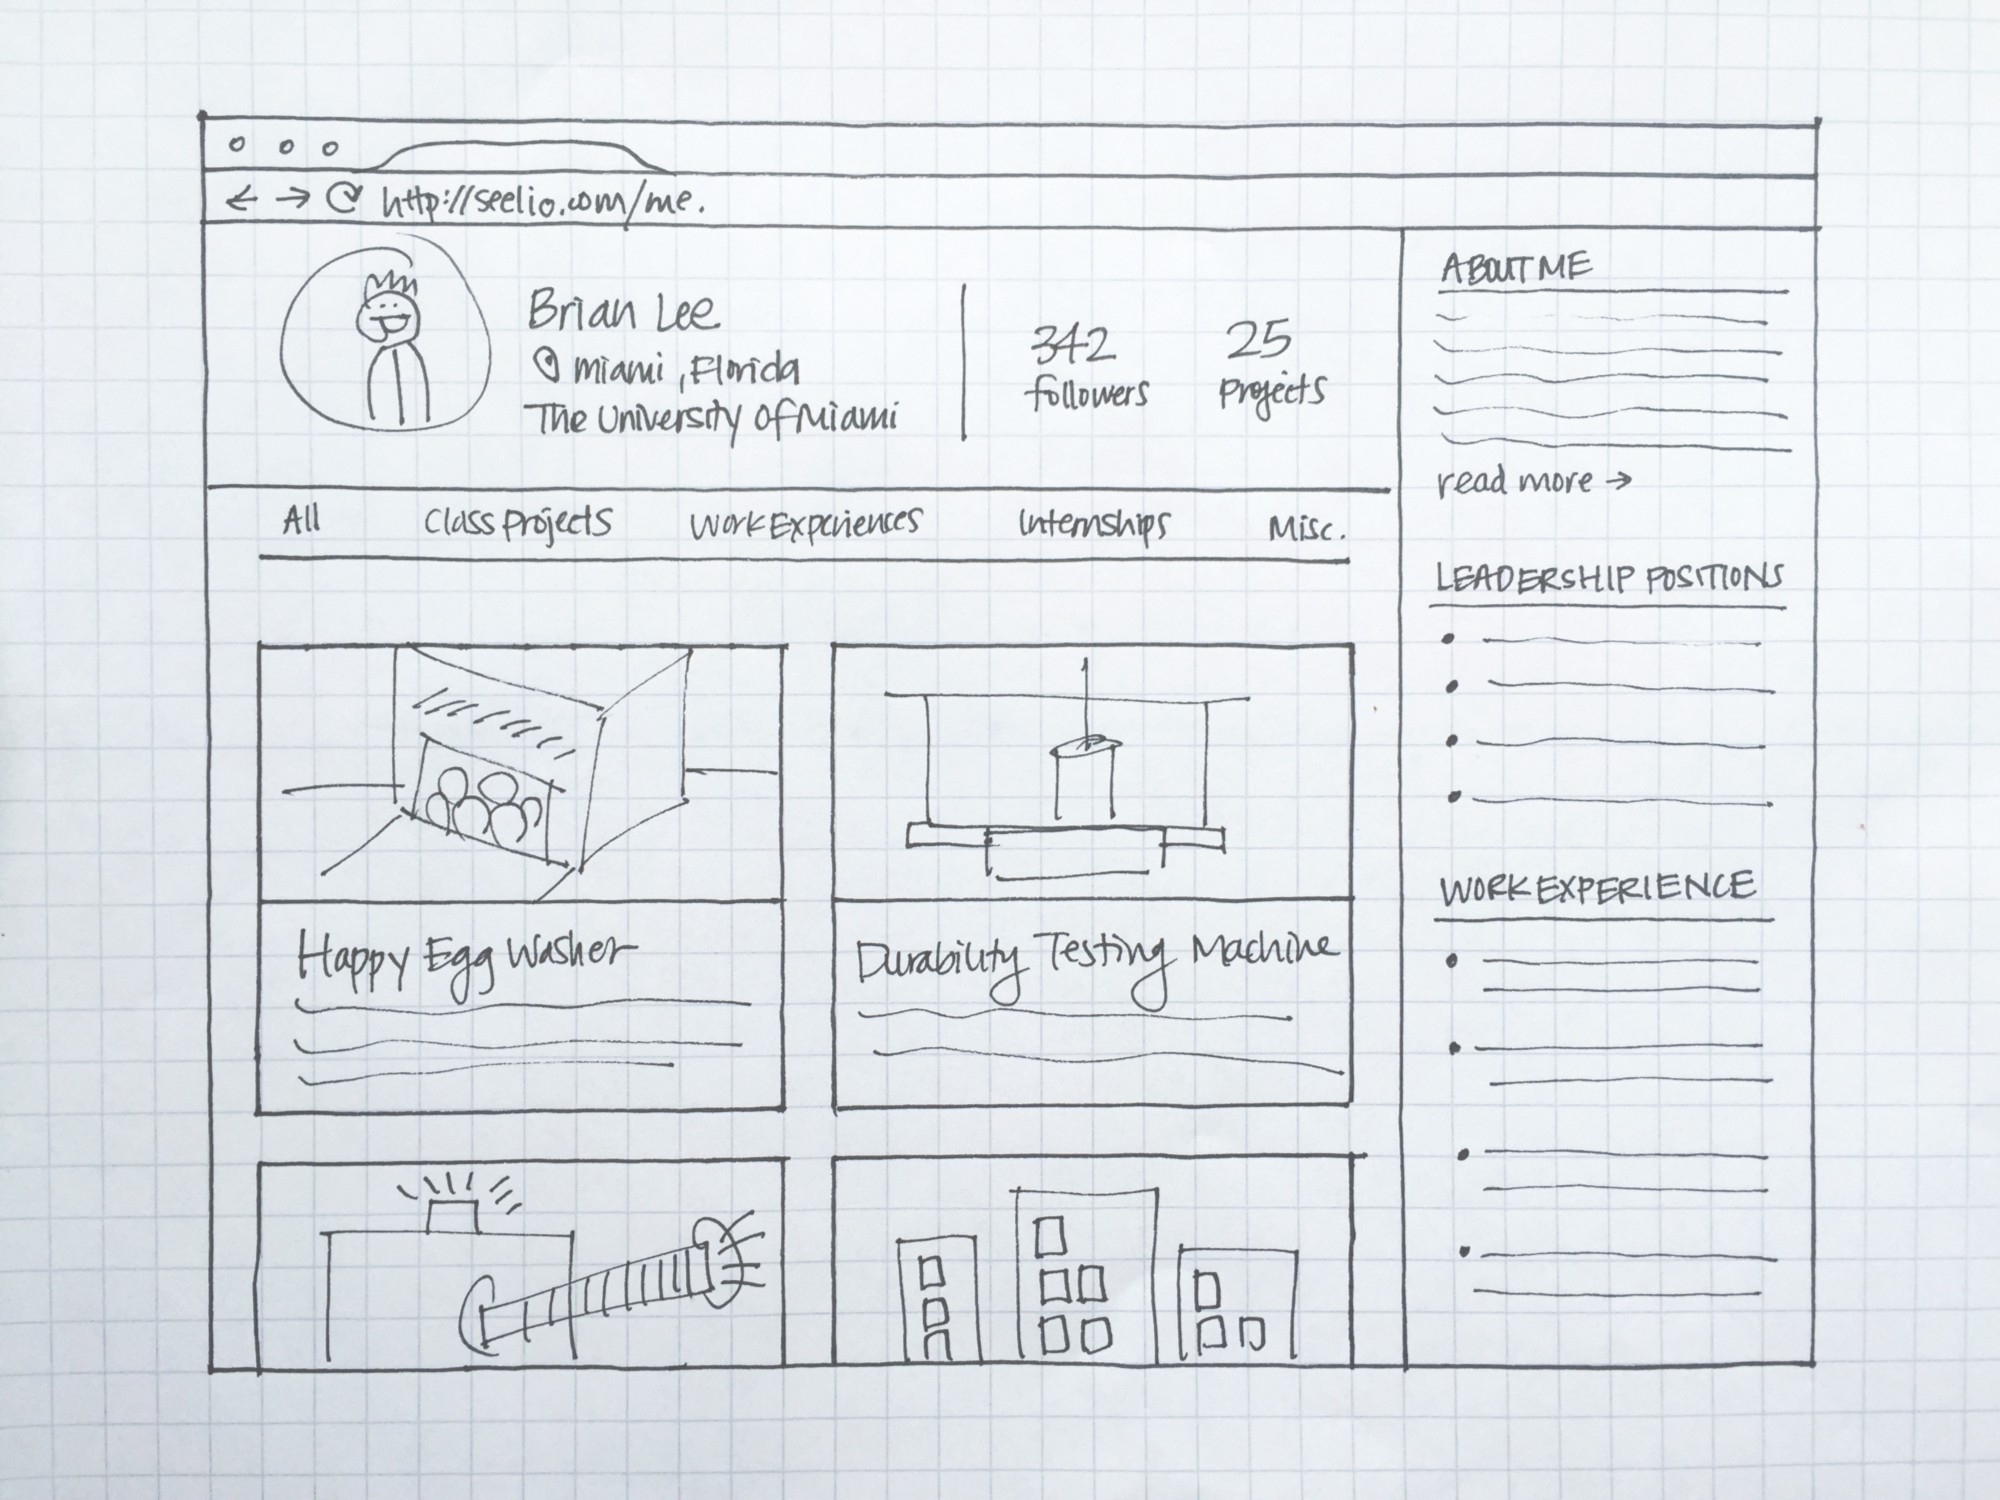 http://seelio.com/me.
Brian Lee
Miami, Florida
The University of Miami
342
followers
25
projects
All
Class Projects
Work Experiences
Internships
Misc.
Happy Egg Washer
Durability Testing Machine
ABOUT ME
read more →
LEADERSHIP POSITIONS
WORK EXPERIENCE